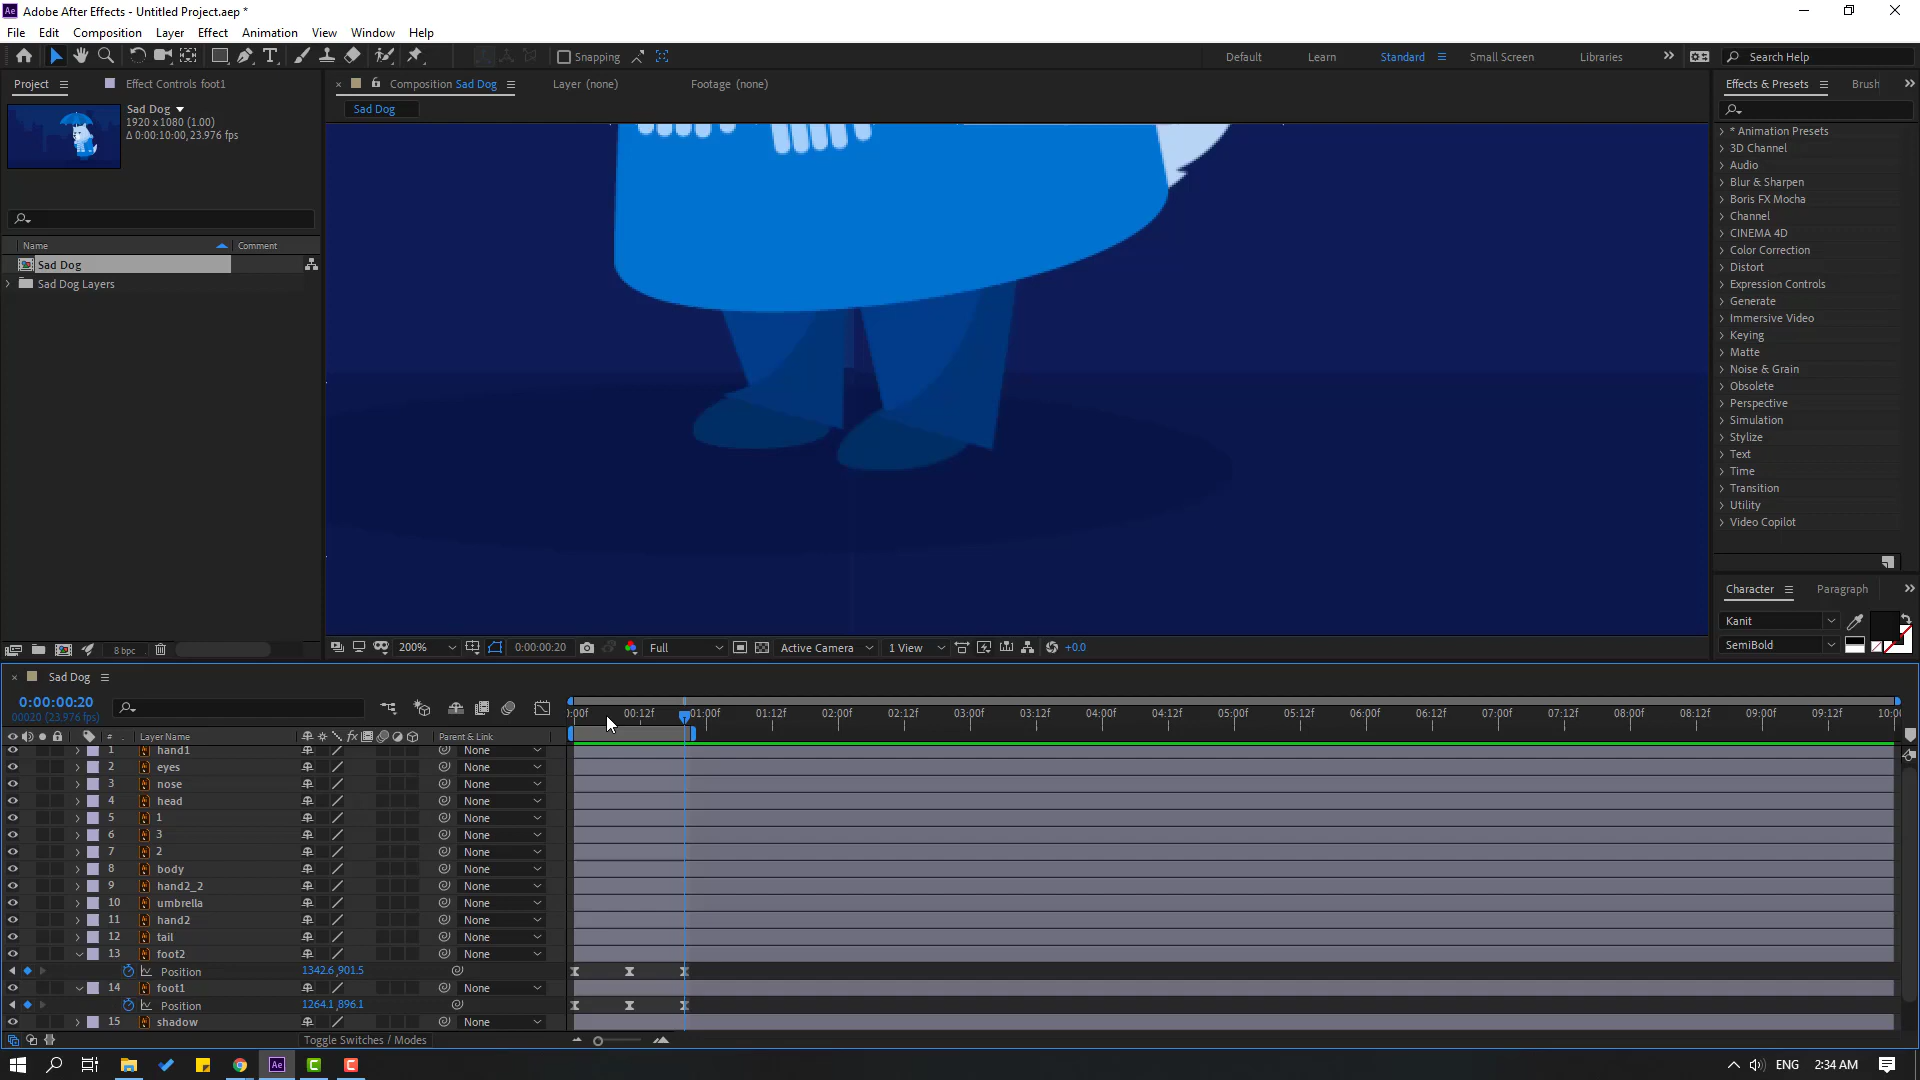 Adobe After Effects - Untitled Project.aep *
File Edit Composition Layer Effect Animation View Window Help
Snapping Default Learn Standard Small Screen Libraries Search Help
Project Effect Controls foot1
Composition Sad Dog Layer (none) Footage (none)
Effects & Presets Brush
Sad Dog
1920 x 1080 (1.00)
Δ 0:00:10:00, 23.976 fps)
Sad Dog
Name Comment
Sad Dog
Sad Dog Layers
* Animation Presets
3D Channel
Audio
Blur & Sharpen
Boris FX Mocha
Channel
CINEMA 4D
Color Correction
Distort
Expression Controls
Generate
Immersive Video
Keying
Matte
Noise & Grain
Obsolete
Perspective
Simulation
Stylize
Text
Time
Transition
Utility
Video Copilot
Character Paragraph
Kanit
SemiBold
8 bpc
200% 0:00:00:20 Full Active Camera 1 View +0.0
Sad Dog
0:00:00:20
00020 (23.976 fps)
:00f 00:12f 01:00f 01:12f 02:00f 02:12f 03:00f 03:12f 04:00f 04:12f 05:00f 05:12f 06:00f 06:12f 07:00f 07:12f 08:00f 08:12f 09:00f 09:12f 10:00
# Layer Name fx Parent & Link
1 hand1 None
2 eyes None
3 nose None
4 head None
5 1 None
6 3 None
7 2 None
8 body None
9 hand2_2 None
10 umbrella None
11 hand2 None
12 tail None
13 foot2 None
Position 1342.6,901.5
14 foot1 None
Position 1264.1,896.1
15 shadow None
Toggle Switches / Modes
Ae ENG 2:34 AM